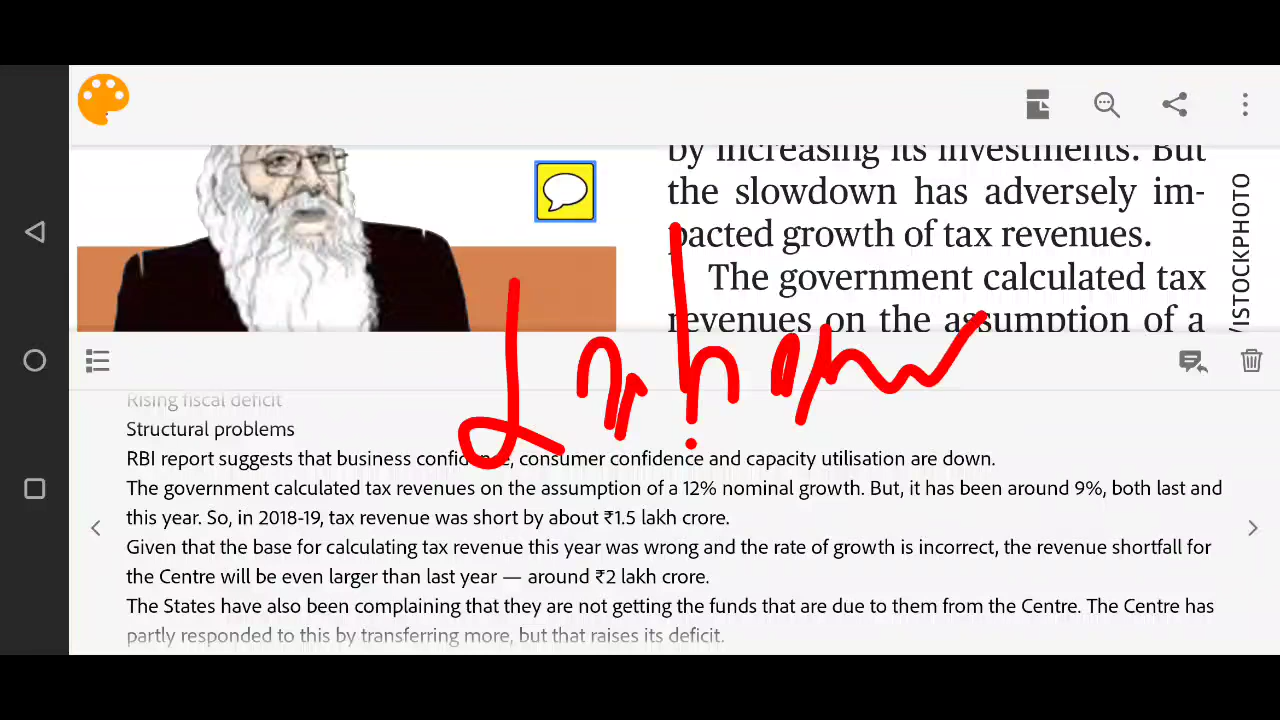 by increasing its investments. But
the slowdown has adversely im-
pacted growth of tax revenues.
The government calculated tax
revenues on the assumption of a
/ISTOCKPHOTO
Rising fiscal deficit
Structural problems
RBI report suggests that business confidence, consumer confidence and capacity utilisation are down.
The government calculated tax revenues on the assumption of a 12% nominal growth. But, it has been around 9%, both last and
this year. So, in 2018-19, tax revenue was short by about ₹1.5 lakh crore.
Given that the base for calculating tax revenue this year was wrong and the rate of growth is incorrect, the revenue shortfall for
the Centre will be even larger than last year — around ₹2 lakh crore.
The States have also been complaining that they are not getting the funds that are due to them from the Centre. The Centre has
partly responded to this by transferring more, but that raises its deficit.